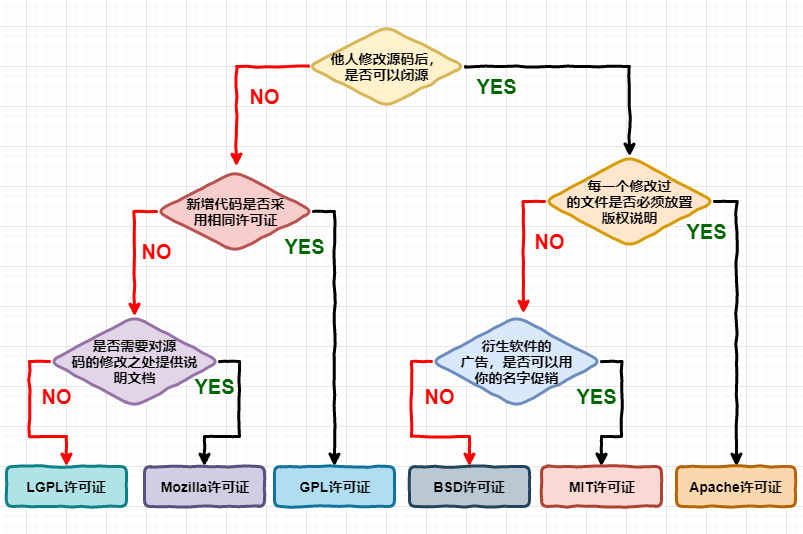 他人修改源码后，
是否可以闭源
NO
YES
新增代码是否采
用相同许可证
每一个修改过
的文件是否必须放置
版权说明
NO
YES
NO
YES
是否需要对源
码的修改之处提供说
明文档
衍生软件的
广告，是否可以用
你的名字促销
NO
YES
NO
YES
LGPL许可证
Mozilla许可证
GPL许可证
BSD许可证
MIT许可证
Apache许可证